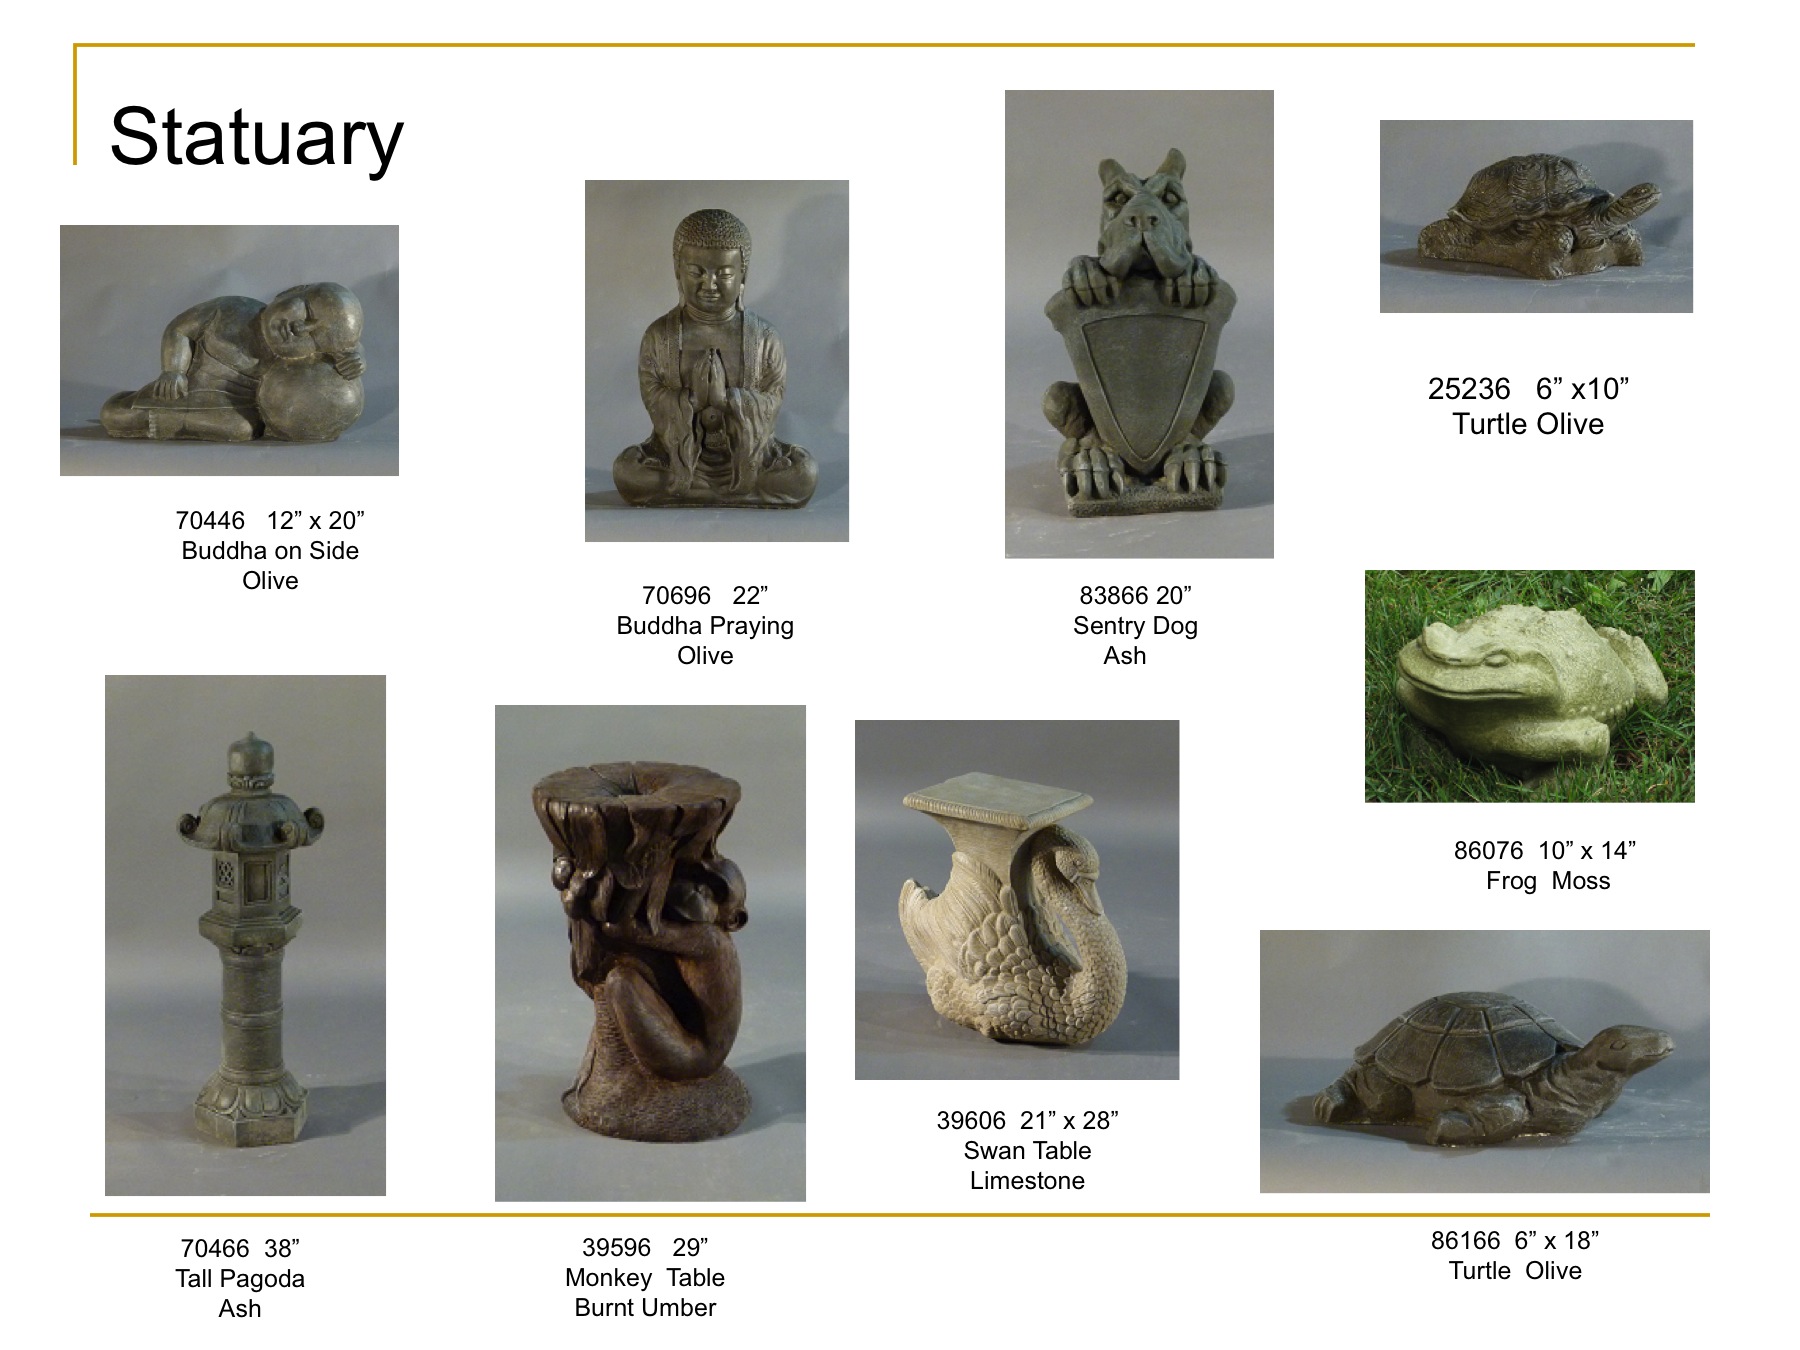 Statuary
70446   12” x 20”
Buddha on Side
Olive
70696   22”
Buddha Praying
Olive
83866 20”
Sentry Dog
Ash
25236   6” x10”
Turtle Olive
86076  10” x 14”
Frog  Moss
39606  21” x 28”
Swan Table
Limestone
70466  38”
Tall Pagoda
Ash
39596   29”
Monkey  Table
Burnt Umber
86166  6” x 18”
Turtle  Olive